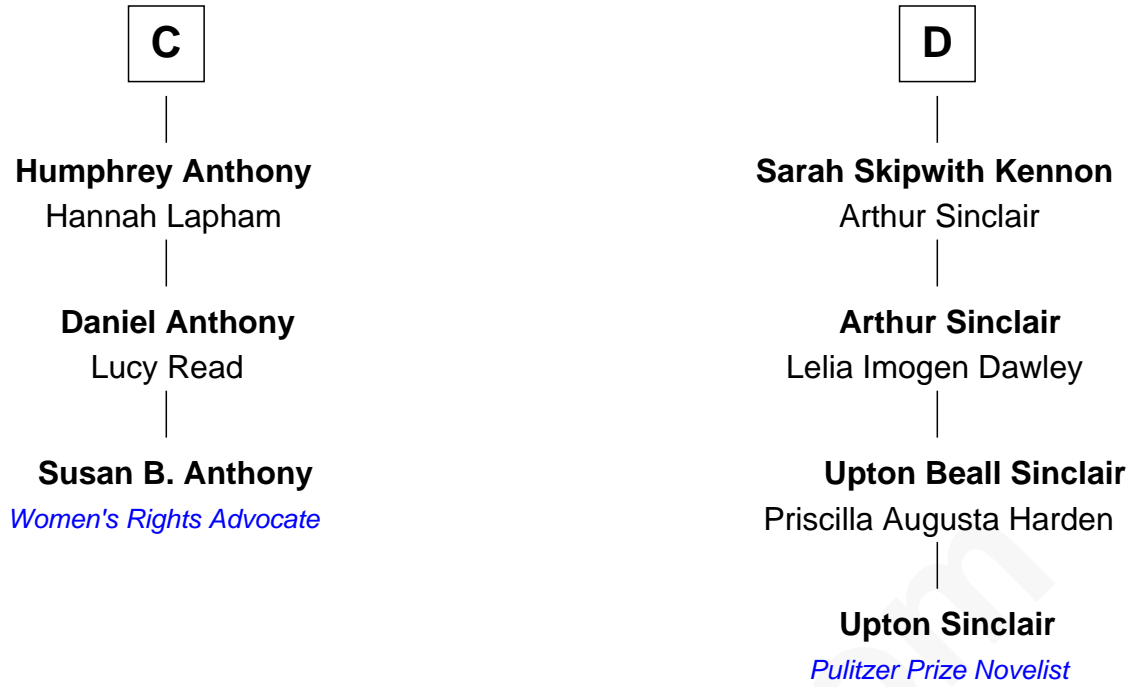 C
Humphrey Anthony
Hannah Lapham
Daniel Anthony
Lucy Read
Susan B. Anthony
Women's Rights Advocate
D
Sarah Skipwith Kennon
Arthur Sinclair
Arthur Sinclair
Lelia Imogen Dawley
Upton Beall Sinclair
Priscilla Augusta Harden
Upton Sinclair
Pulitzer Prize Novelist